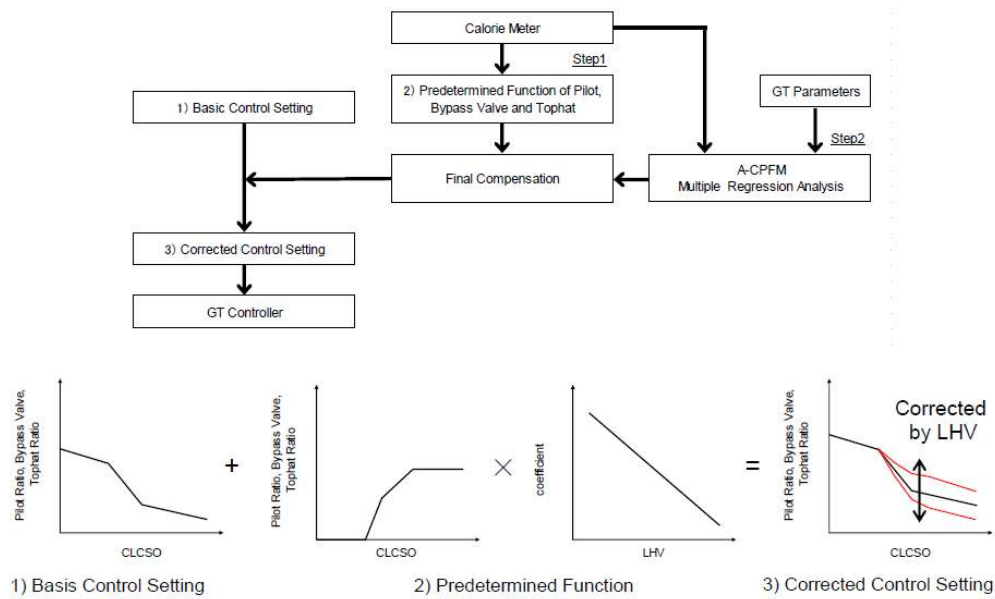 Calorie Meter
Step1
2) Predetermined Function of Pilot,
Bypass Valve and Tophat
GT Parameters
1) Basic Control Setting
Step2
Final Compensation
A-CPFM
Multiple Regression Analysis
3) Corrected Control Setting
GT Controller
Pilot Ratio, Bypass Valve,
Tophat Ratio
CLCSO
+
Pilot Ratio, Bypass Valve,
Tophat Ratio
CLCSO
×
coefficient
LHV
=
Pilot Ratio, Bypass Valve,
Tophat Ratio
Corrected
by LHV
CLCSO
1) Basis Control Setting
2) Predetermined Function
3) Corrected Control Setting